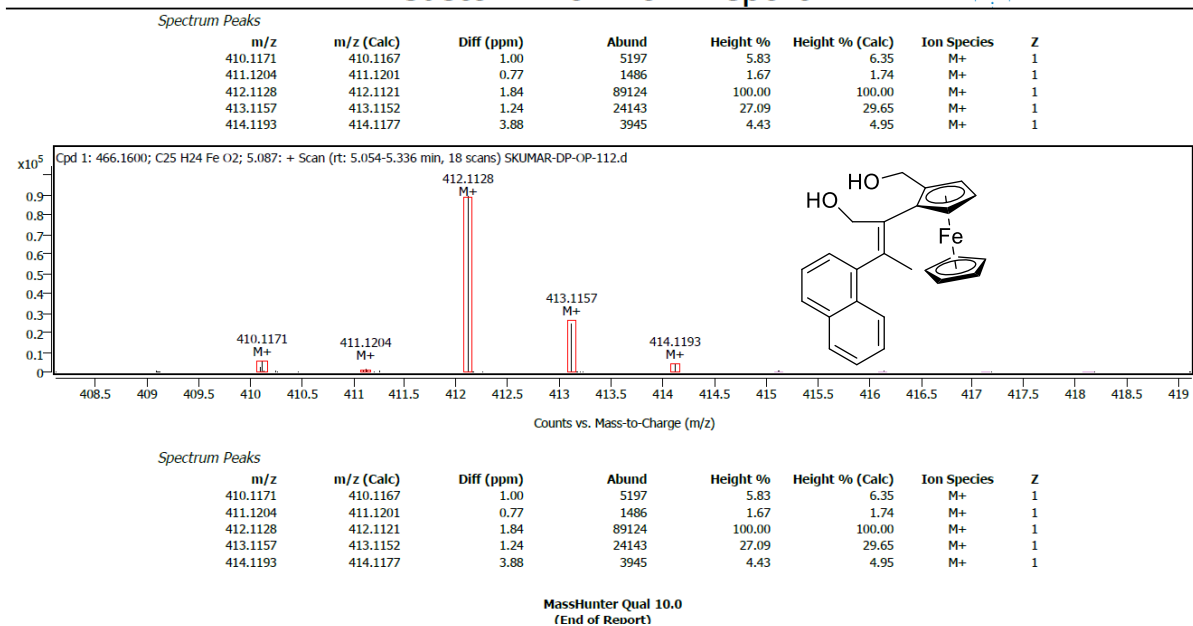 Spectrum Peaks
m/z m/z (Calc) Diff (ppm) Abund Height % Height % (Calc) Ion Species Z
410.1171 410.1167 1.00 5197 5.83 6.35 M+ 1
411.1204 411.1201 0.77 1486 1.67 1.74 M+ 1
412.1128 412.1121 1.84 89124 100.00 100.00 M+ 1
413.1157 413.1152 1.24 24143 27.09 29.65 M+ 1
414.1193 414.1177 3.88 3945 4.43 4.95 M+ 1
x10⁵ Cpd 1: 466.1600; C25 H24 Fe O2; 5.087: + Scan (rt: 5.054-5.336 min, 18 scans) SKUMAR-DP-OP-112.d
412.1128
M+
HO
HO
Fe
413.1157
M+
410.1171
M+
411.1204
M+
414.1193
M+
0.9
0.8
0.7
0.6
0.5
0.4
0.3
0.2
0.1
0
408.5 409 409.5 410 410.5 411 411.5 412 412.5 413 413.5 414 414.5 415 415.5 416 416.5 417 417.5 418 418.5 419
Counts vs. Mass-to-Charge (m/z)
Spectrum Peaks
m/z m/z (Calc) Diff (ppm) Abund Height % Height % (Calc) Ion Species Z
410.1171 410.1167 1.00 5197 5.83 6.35 M+ 1
411.1204 411.1201 0.77 1486 1.67 1.74 M+ 1
412.1128 412.1121 1.84 89124 100.00 100.00 M+ 1
413.1157 413.1152 1.24 24143 27.09 29.65 M+ 1
414.1193 414.1177 3.88 3945 4.43 4.95 M+ 1
MassHunter Qual 10.0
(End of Report)